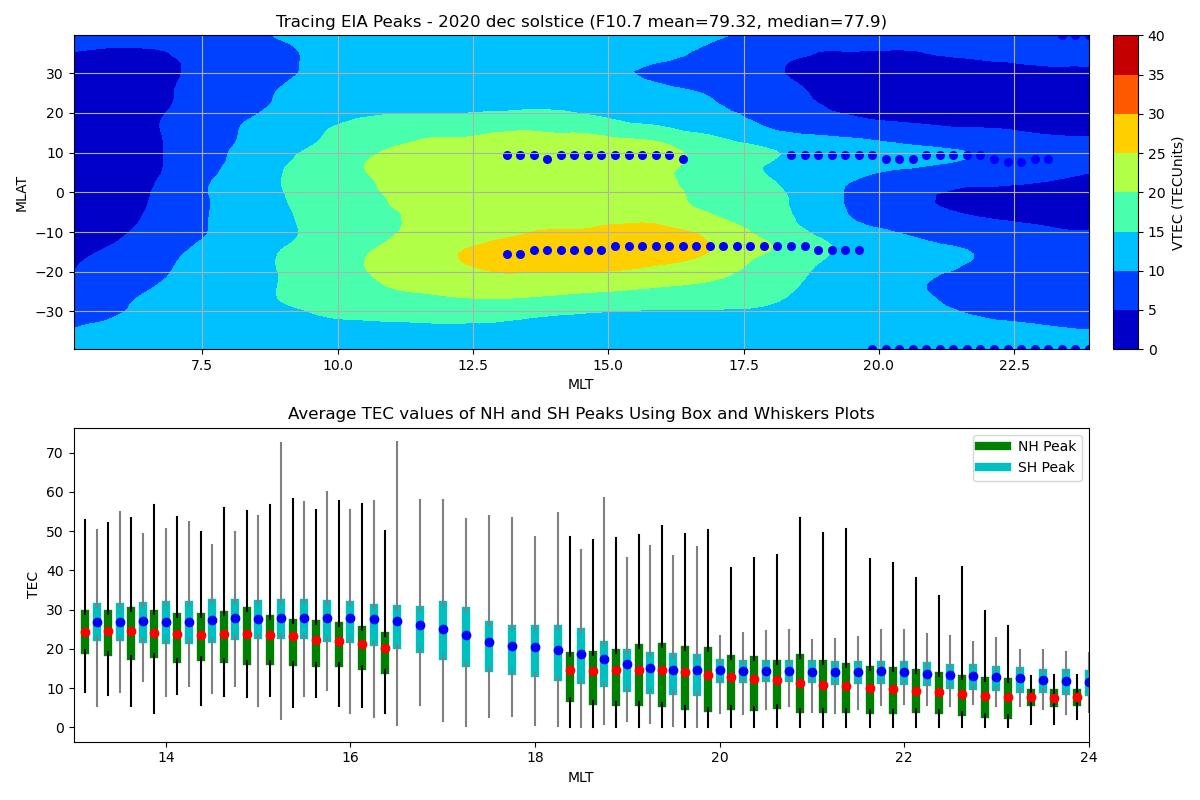 Tracing EIA Peaks - 2020 dec solstice (F10.7 mean=79.32, median=77.9)
30
20
10
0
−10
−20
−30
MLAT
7.5 10.0 12.5 15.0 17.5 20.0 22.5
MLT
40
35
30
25
20
15
10
5
0
VTEC (TECUnits)
Average TEC values of NH and SH Peaks Using Box and Whiskers Plots
NH Peak
SH Peak
70
60
50
40
30
20
10
0
TEC
14 16 18 20 22 24
MLT